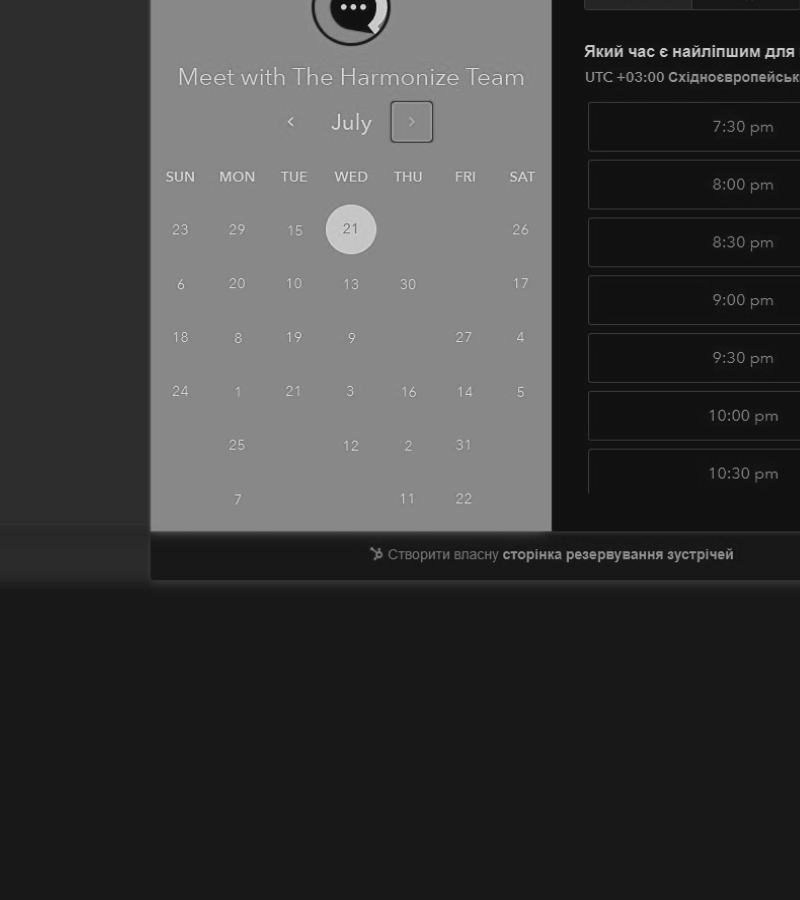 Meet with The Harmonize Team
July
SUN MON TUE WED THU FRI SAT
23 29 15 21 26
6 20 10 13 30 17
18 8 19 9 27 4
24 1 21 3 16 14 5
25 12 2 31
7 11 22
Який час є найліпшим для
UTC +03:00 Східноєвропейськ
7:30 pm
8:00 pm
8:30 pm
9:00 pm
9:30 pm
10:00 pm
10:30 pm
Створити власну сторінка резервування зустрічей